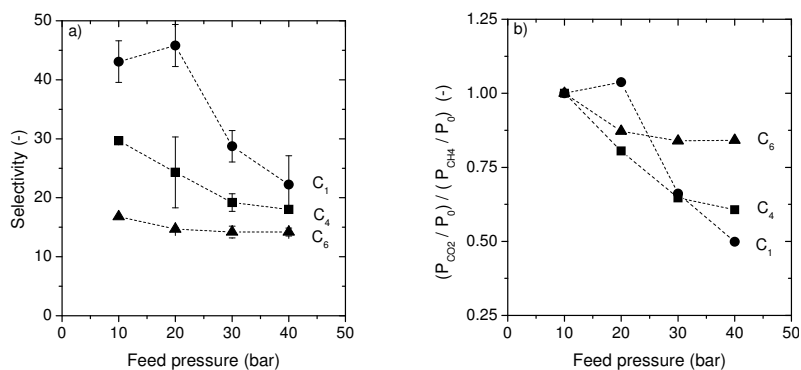 a)
50
40
30
20
10
0
Selectivity (-)
C₁
C₄
C₆
0 10 20 30 40 50
Feed pressure (bar)
b)
1.25
1.00
0.75
0.50
0.25
(P_CO2 / P₀) / ( P_CH4 / P₀) (-)
C₆
C₄
C₁
0 10 20 30 40 50
Feed pressure (bar)